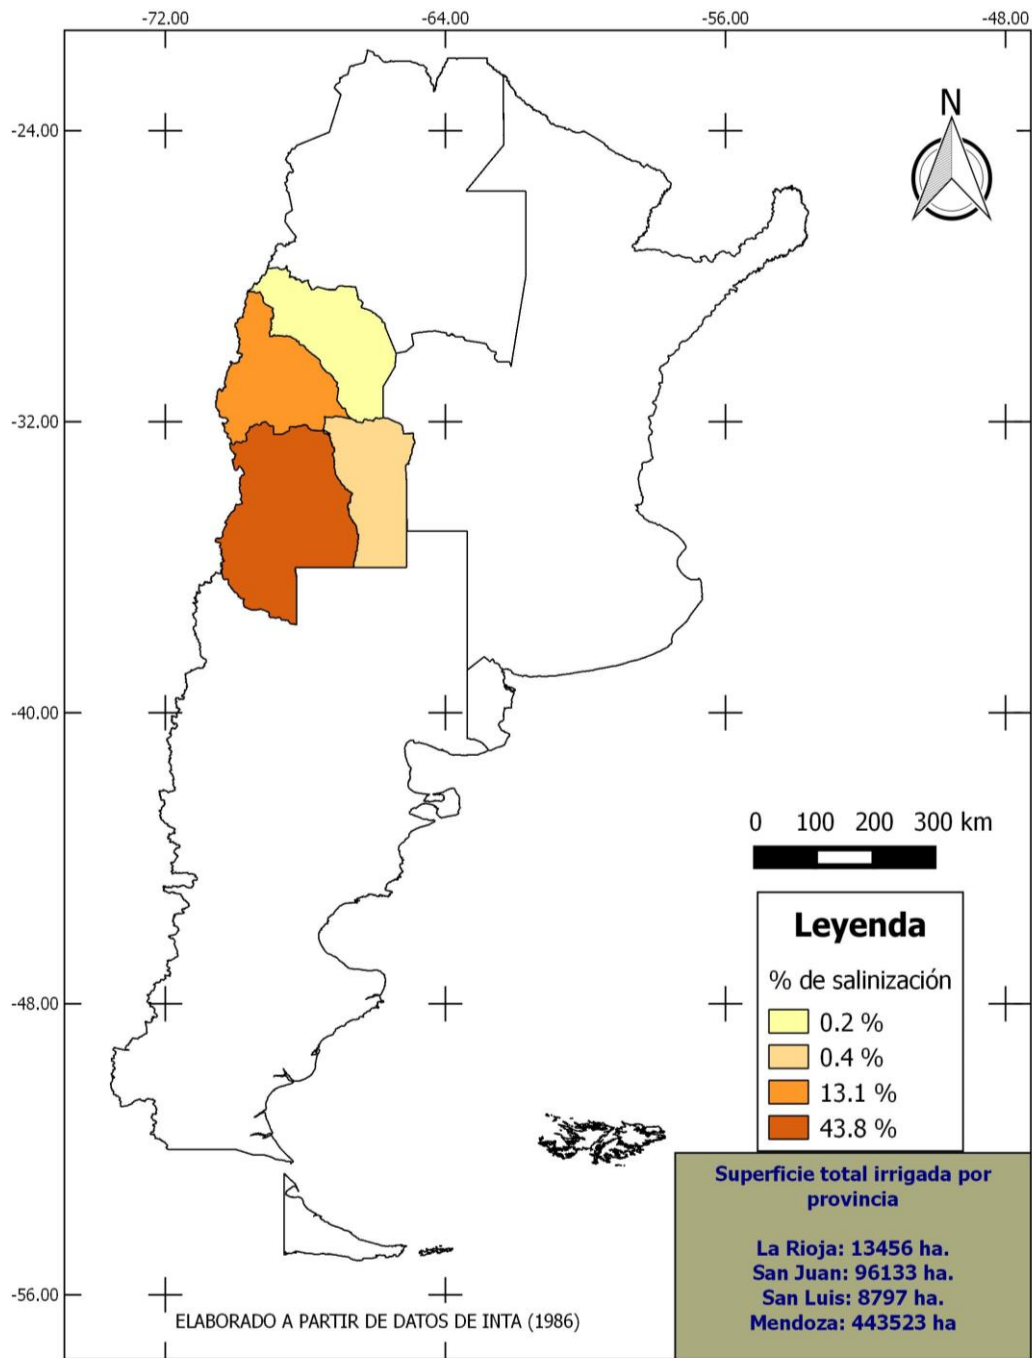 -72.00
-64.00
-56.00
-48.00
-24.00
N
-32.00
-40.00
0 100 200 300 km
Leyenda
% de salinización
-48.00
0.2 %
0.4 %
13.1 %
43.8 %
Superficie total irrigada por
provincia
La Rioja: 13456 ha.
San Juan: 96133 ha.
San Luis: 8797 ha.
Mendoza: 443523 ha
-56.00
ELABORADO A PARTIR DE DATOS DE INTA (1986)